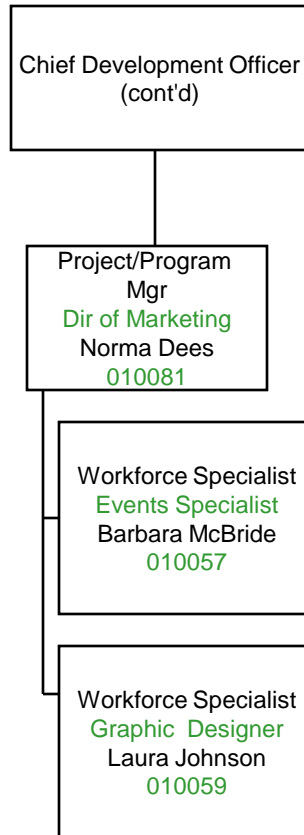 Chief Development Officer
(cont'd)
Project/Program
Mgr
Dir of Marketing
Norma Dees
010081
Workforce Specialist
Events Specialist
Barbara McBride
010057
Workforce Specialist
Graphic Designer
Laura Johnson
010059